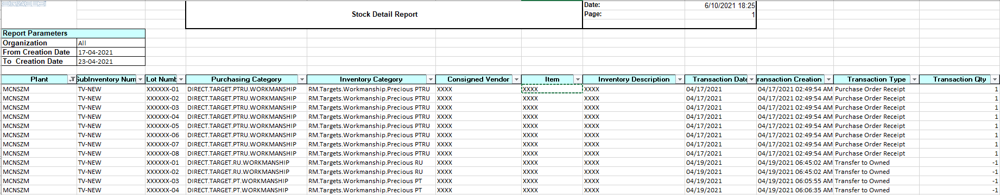 ORACLE
Stock Detail Report
Date: 6/10/2021 18:25
Page: 1
Report Parameters
Organization All
From Creation Date 17-04-2021
To Creation Date 23-04-2021
Plant SubInventory Num Lot Numb Purchasing Category Inventory Category Consigned Vendor Item Inventory Description Transaction Date ransaction Creation Transaction Type Transaction Qty
MCNSZM TV-NEW XXXXXX-01 DIRECT.TARGET.PTRU.WORKMANSHIP RM.Targets.Workmanship.Precious PTRU XXXX XXXX XXXX 04/17/2021 04/17/2021 02:49:54 AM Purchase Order Receipt 1
MCNSZM TV-NEW XXXXXX-02 DIRECT.TARGET.PTRU.WORKMANSHIP RM.Targets.Workmanship.Precious PTRU XXXX XXXX XXXX 04/17/2021 04/17/2021 02:49:54 AM Purchase Order Receipt 1
MCNSZM TV-NEW XXXXXX-03 DIRECT.TARGET.PTRU.WORKMANSHIP RM.Targets.Workmanship.Precious PTRU XXXX XXXX XXXX 04/17/2021 04/17/2021 02:49:54 AM Purchase Order Receipt 1
MCNSZM TV-NEW XXXXXX-04 DIRECT.TARGET.PTRU.WORKMANSHIP RM.Targets.Workmanship.Precious PTRU XXXX XXXX XXXX 04/17/2021 04/17/2021 02:49:54 AM Purchase Order Receipt 1
MCNSZM TV-NEW XXXXXX-05 DIRECT.TARGET.PTRU.WORKMANSHIP RM.Targets.Workmanship.Precious PTRU XXXX XXXX XXXX 04/17/2021 04/17/2021 02:49:54 AM Purchase Order Receipt 1
MCNSZM TV-NEW XXXXXX-06 DIRECT.TARGET.PTRU.WORKMANSHIP RM.Targets.Workmanship.Precious PTRU XXXX XXXX XXXX 04/17/2021 04/17/2021 02:49:54 AM Purchase Order Receipt 1
MCNSZM TV-NEW XXXXXX-07 DIRECT.TARGET.PTRU.WORKMANSHIP RM.Targets.Workmanship.Precious PTRU XXXX XXXX XXXX 04/17/2021 04/17/2021 02:49:54 AM Purchase Order Receipt 1
MCNSZM TV-NEW XXXXXX-08 DIRECT.TARGET.PTRU.WORKMANSHIP RM.Targets.Workmanship.Precious PTRU XXXX XXXX XXXX 04/17/2021 04/17/2021 02:49:54 AM Purchase Order Receipt 1
MCNSZM TV-NEW XXXXXX-01 DIRECT.TARGET.RU.WORKMANSHIP RM.Targets.Workmanship.Precious RU XXXX XXXX XXXX 04/19/2021 04/19/2021 06:45:02 AM Transfer to Owned -1
MCNSZM TV-NEW XXXXXX-02 DIRECT.TARGET.RU.WORKMANSHIP RM.Targets.Workmanship.Precious RU XXXX XXXX XXXX 04/19/2021 04/19/2021 06:45:02 AM Transfer to Owned -1
MCNSZM TV-NEW XXXXXX-03 DIRECT.TARGET.PT.WORKMANSHIP RM.Targets.Workmanship.Precious PT XXXX XXXX XXXX 04/19/2021 04/19/2021 06:05:55 AM Transfer to Owned -1
MCNSZM TV-NEW XXXXXX-04 DIRECT.TARGET.PT.WORKMANSHIP RM.Targets.Workmanship.Precious PT XXXX XXXX XXXX 04/19/2021 04/19/2021 06:06:35 AM Transfer to Owned -1